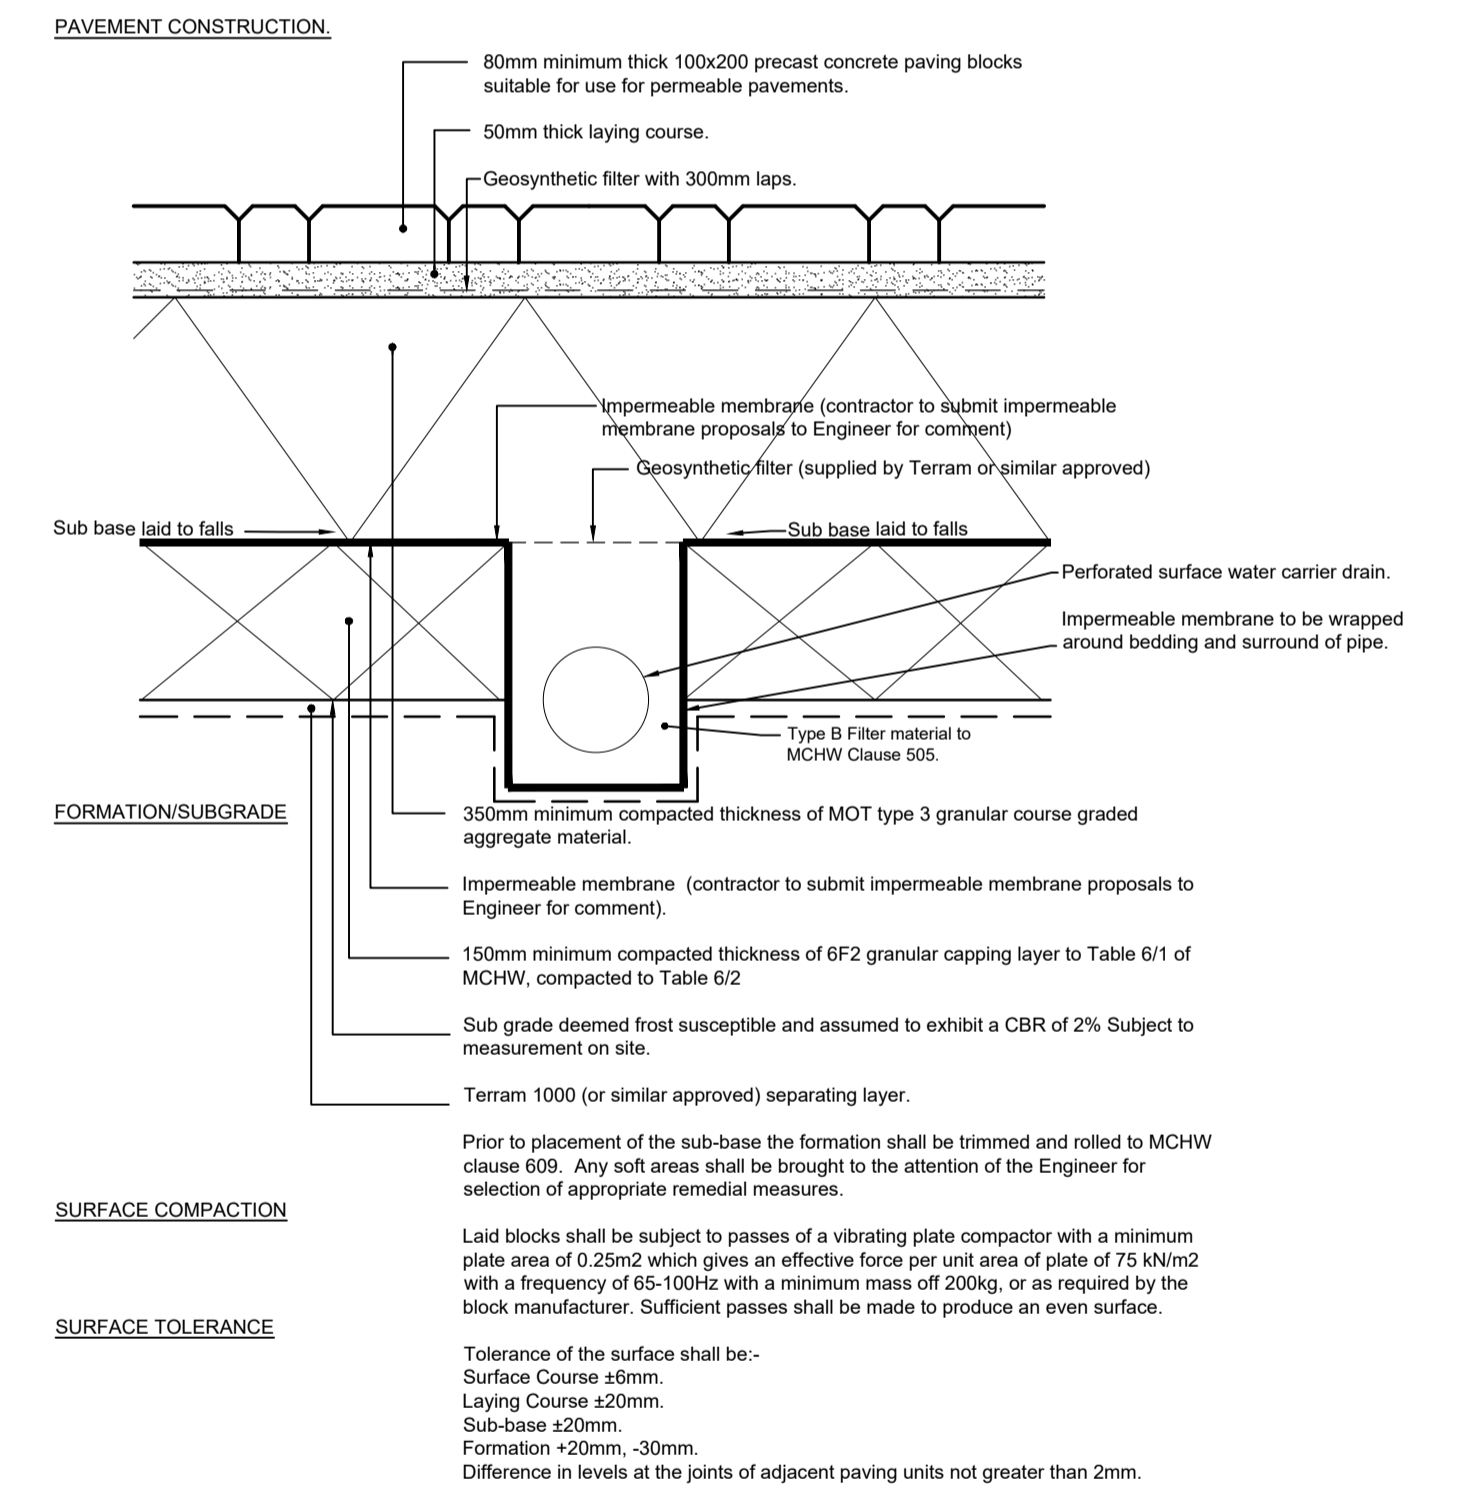 PAVEMENT CONSTRUCTION.
80mm minimum thick 100x200 precast concrete paving blocks
suitable for use for permeable pavements.
50mm thick laying course.
Geosynthetic filter with 300mm laps.
Impermeable membrane (contractor to submit impermeable
membrane proposals to Engineer for comment)
Geosynthetic filter (supplied by Terram or similar approved)
Sub base laid to falls
Sub base laid to falls
Perforated surface water carrier drain.
Impermeable membrane to be wrapped
around bedding and surround of pipe.
Type B Filter material to
MCHW Clause 505.
FORMATION/SUBGRADE
350mm minimum compacted thickness of MOT type 3 granular course graded
aggregate material.
Impermeable membrane  (contractor to submit impermeable membrane proposals to
Engineer for comment).
150mm minimum compacted thickness of 6F2 granular capping layer to Table 6/1 of
MCHW, compacted to Table 6/2
Sub grade deemed frost susceptible and assumed to exhibit a CBR of 2% Subject to
measurement on site.
Terram 1000 (or similar approved) separating layer.
Prior to placement of the sub-base the formation shall be trimmed and rolled to MCHW
clause 609.  Any soft areas shall be brought to the attention of the Engineer for
selection of appropriate remedial measures.
SURFACE COMPACTION
Laid blocks shall be subject to passes of a vibrating plate compactor with a minimum
plate area of 0.25m2 which gives an effective force per unit area of plate of 75 kN/m2
with a frequency of 65-100Hz with a minimum mass off 200kg, or as required by the
block manufacturer. Sufficient passes shall be made to produce an even surface.
SURFACE TOLERANCE
Tolerance of the surface shall be:-
Surface Course ±6mm.
Laying Course ±20mm.
Sub-base ±20mm.
Formation +20mm, -30mm.
Difference in levels at the joints of adjacent paving units not greater than 2mm.